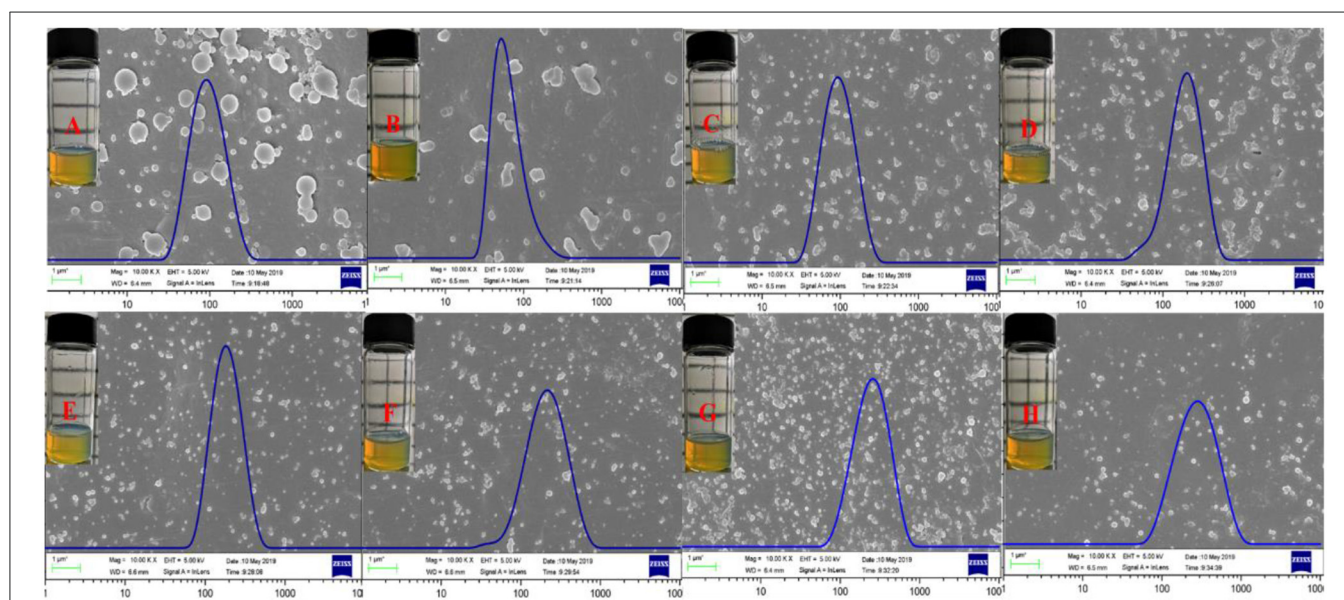 A
B
C
D
1 µm*
Mag = 10.00 K X EHT = 5.00 kV Date :10 May 2019
WD = 6.4 mm Signal A = InLens Time :9:18:48
ZEISS
1 µm*
Mag = 10.00 K X EHT = 5.00 kV Date :10 May 2019
WD = 6.5 mm Signal A = InLens Time :9:21:14
ZEISS
1 µm*
Mag = 10.00 K X EHT = 5.00 kV Date :10 May 2019
WD = 6.5 mm Signal A = InLens Time :9:22:34
ZEISS
1 µm*
Mag = 10.00 K X EHT = 5.00 kV Date :10 May 2019
WD = 6.4 mm Signal A = InLens Time :9:26:07
ZEISS
10 100 1000
10 100 1000
10 100 1000
10 100 1000
E
F
G
H
1 µm*
Mag = 10.00 K X EHT = 5.00 kV Date :10 May 2019
WD = 6.6 mm Signal A = InLens Time :9:28:08
ZEISS
1 µm*
Mag = 10.00 K X EHT = 5.00 kV Date :10 May 2019
WD = 6.6 mm Signal A = InLens Time :9:29:54
ZEISS
1 µm*
Mag = 10.00 K X EHT = 5.00 kV Date :10 May 2019
WD = 6.4 mm Signal A = InLens Time :9:32:20
ZEISS
1 µm*
Mag = 10.00 K X EHT = 5.00 kV Date :10 May 2019
WD = 6.5 mm Signal A = InLens Time :9:34:39
ZEISS
1 10 100 1000
10 100 1000
10 100 1000
10 100 1000